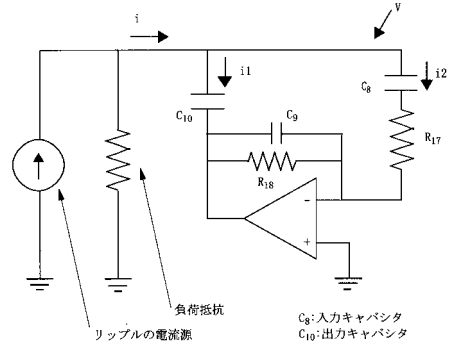 i
V
i1
i2
C8
C10
C9
R17
R18
-
+
負荷抵抗
リップルの電流源
C8:入力キャパシタ
C10:出力キャパシタ